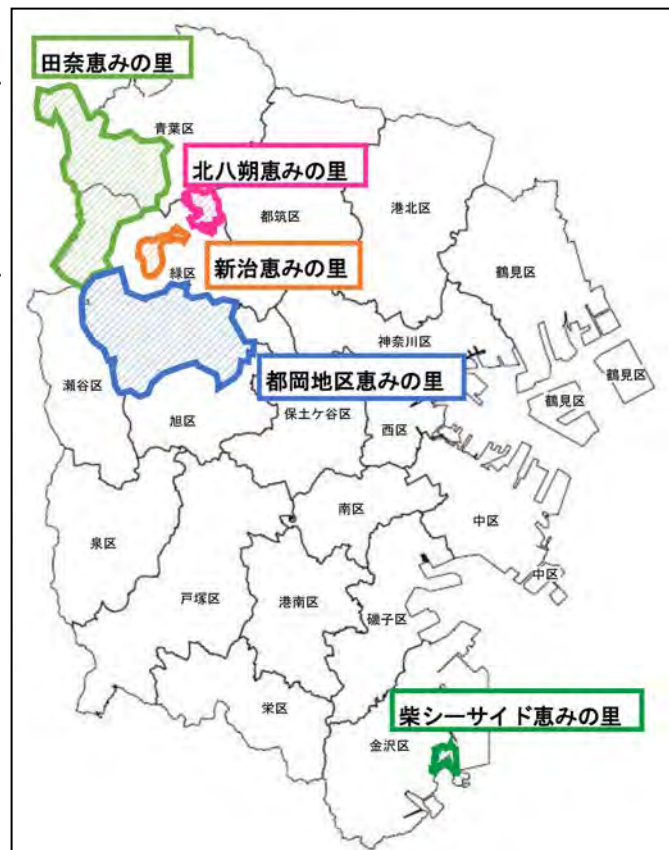 田奈恵みの里
青葉区
北八朔恵みの里
都筑区
港北区
新治恵みの里
緑区
鶴見区
神奈川区
都岡地区恵みの里
鶴見区
鶴見区
瀬谷区
旭区
保土ケ谷区
西区
南区
中区
泉区
中区
戸塚区
港南区
磯子区
栄区
柴シーサイド恵みの里
金沢区